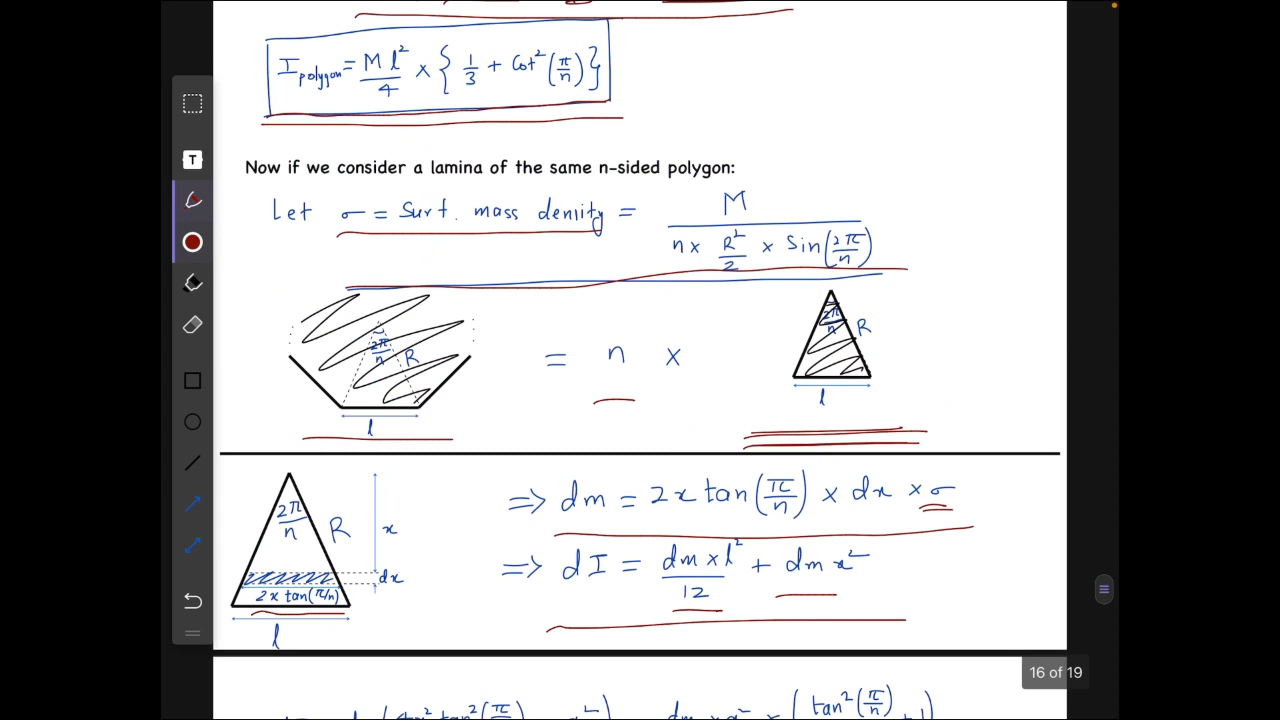 I polygon = M l²/4 × { 1/3 + Cot² (π/n) }
Now if we consider a lamina of the same n-sided polygon:
Let σ = Surf. mass density = M / (n × R²/2 × Sin(2π/n))
2π/n R
l
= n ×
2π/n R
l
2π/n R
x
dx
2x tan(π/n)
l
=> dm = 2x tan(π/n) × dx × σ
=> dI = dm × l²/12 + dm x²
T
16 of 19